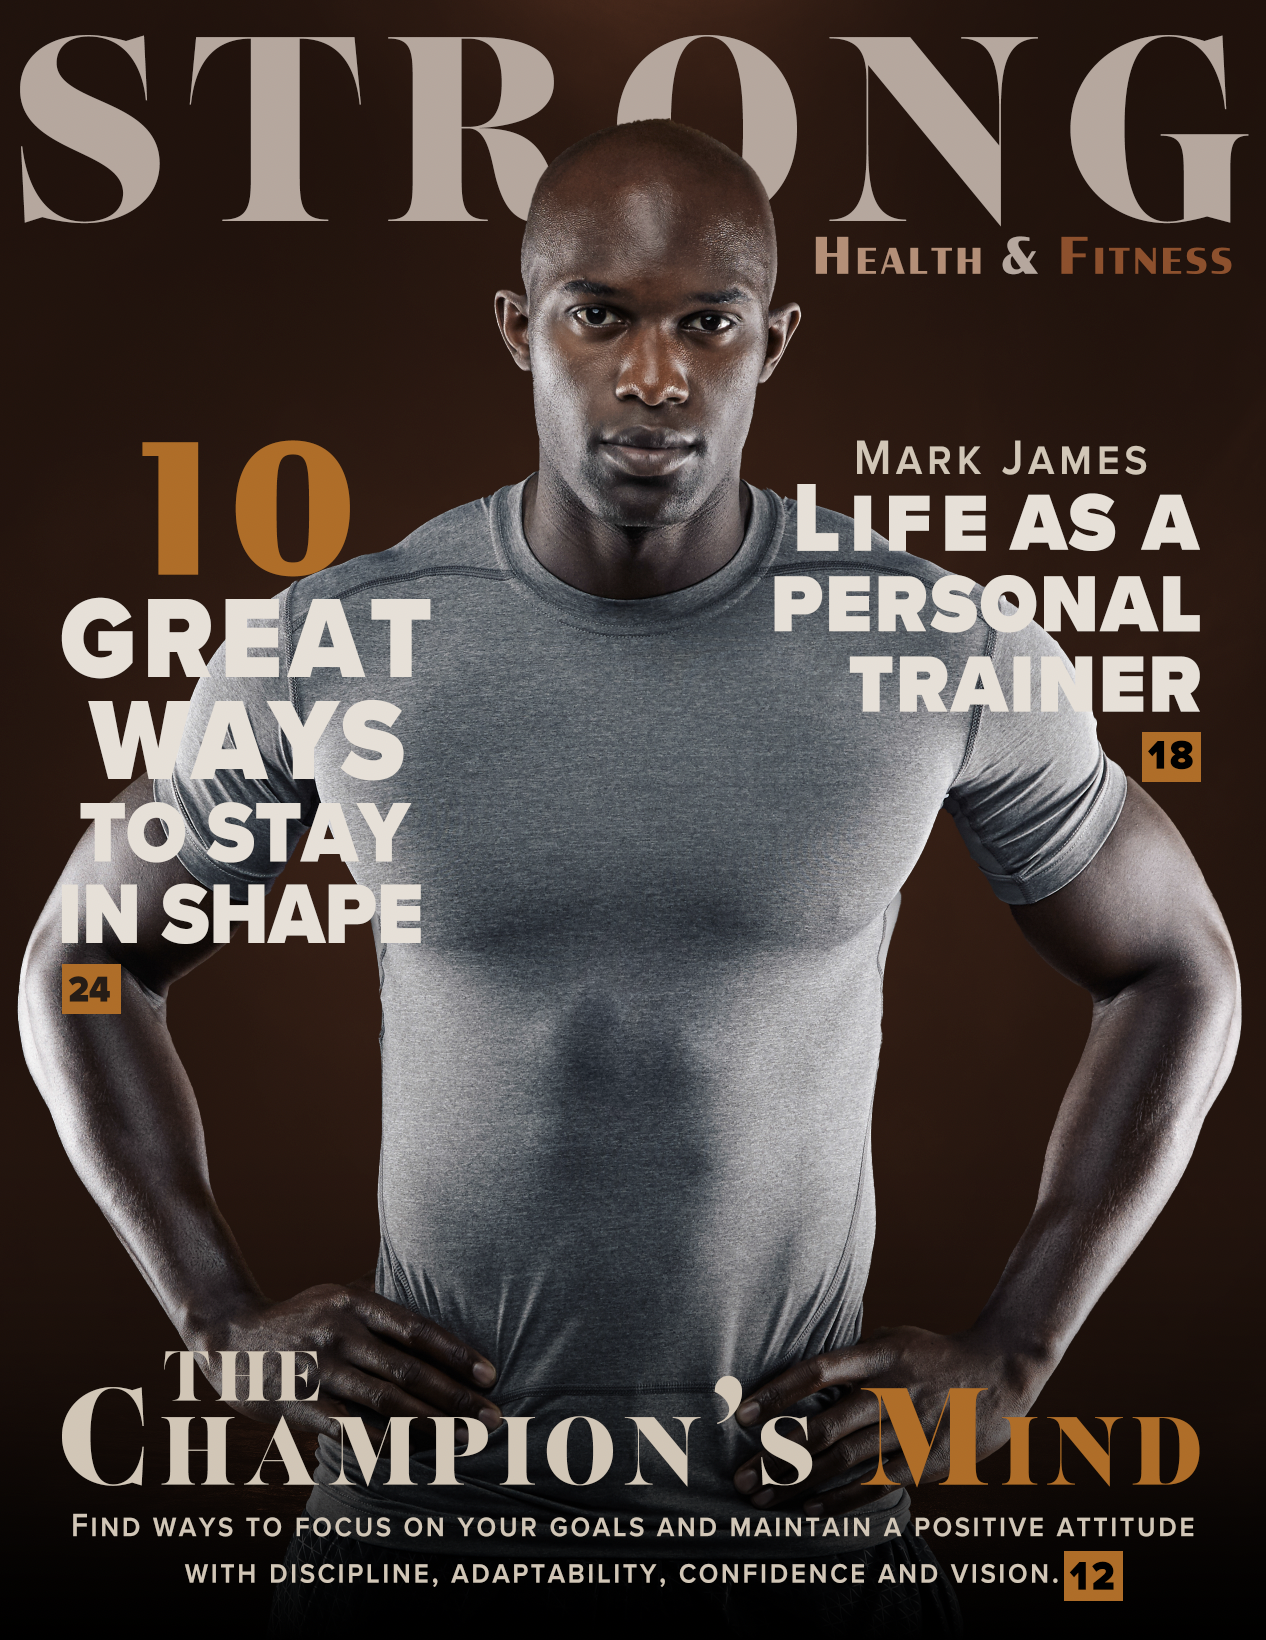 STRONG
HEALTH & FITNESS
10
GREAT
WAYS
TO STAY
IN SHAPE
24
MARK JAMES
LIFE AS A
PERSONAL
TRAINER
18
THE
CHAMPION'S MIND
FIND WAYS TO FOCUS ON YOUR GOALS AND MAINTAIN A POSITIVE ATTITUDE
WITH DISCIPLINE, ADAPTABILITY, CONFIDENCE AND VISION. 12